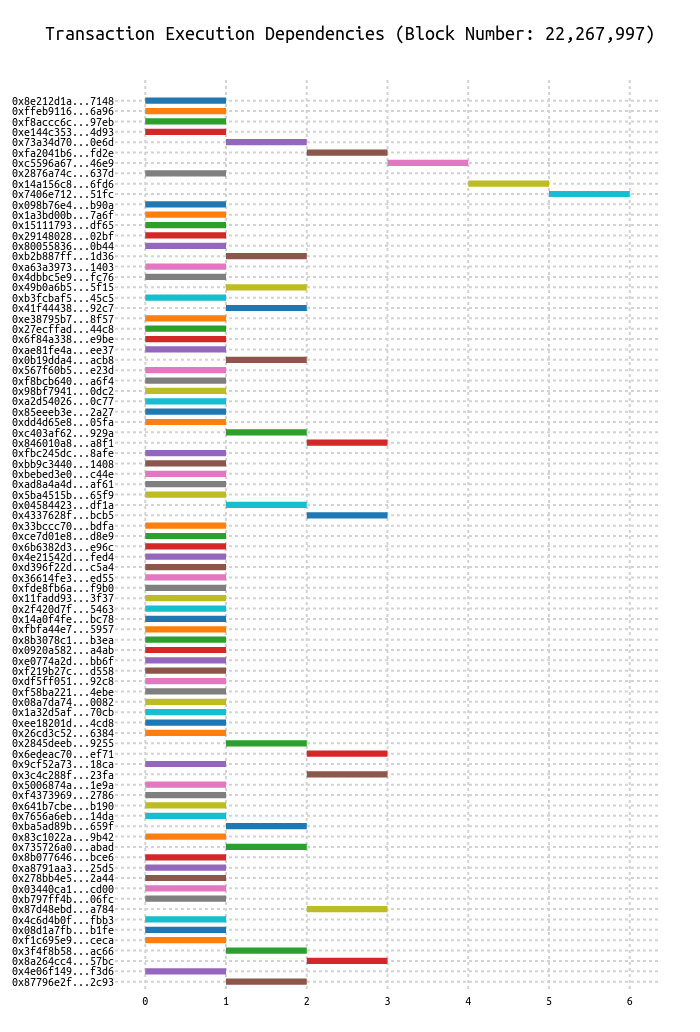 Transaction Execution Dependencies (Block Number: 22,267,997)
0x8e212d1a...7148
0xffeb9116...6a96
0xf8accc6c...97eb
0xe144c353...4d93
0x73a34d70...0e6d
0xfa2041b6...fd2e
0xc5596a67...46e9
0x2876a74c...637d
0x14a156c8...6fd6
0x7406e712...51fc
0x098b76e4...b90a
0x1a3bd00b...7a6f
0x15111793...df65
0x29148028...02bf
0x80055836...0b44
0xb2b887ff...1d36
0xa63a3973...1403
0x4dbbc5e9...fc76
0x49b0a6b5...5f15
0xb3fcbaf5...45c5
0x41f44438...92c7
0xe38795b7...8f57
0x27ecffad...44c8
0x6f84a338...e9be
0xae81fe4a...ee37
0x0b19dda4...acb8
0x567f60b5...e23d
0xf8bcb640...a6f4
0x98bf7941...0dc2
0xa2d54026...0c77
0x85eeeb3e...2a27
0xdd4d65e8...05fa
0xc403af62...929a
0x846010a8...a8f1
0xfbc245dc...8afe
0xbb9c3440...1408
0xbebed3e0...c44e
0xad8a4a4d...af61
0x5ba4515b...65f9
0x04584423...df1a
0x4337628f...bcb5
0x33bccc70...bdfa
0xce7d01e8...d8e9
0x6b6382d3...e96c
0x4e21542d...fed4
0xd396f22d...c5a4
0x36614fe3...ed55
0xfde8fb6a...f9b0
0x11fadd93...3f37
0x2f420d7f...5463
0x14a0f4fe...bc78
0xfbfa44e7...5957
0x8b3078c1...b3ea
0x0920a582...a4ab
0xe0774a2d...bb6f
0xf219b27c...d558
0xdf5ff051...92c8
0xf58ba221...4ebe
0x08a7da74...0082
0x1a32d5af...70cb
0xee18201d...4cd8
0x26cd3c52...6384
0x2845deeb...9255
0x6edeac70...ef71
0x9cf52a73...18ca
0x3c4c288f...23fa
0x5006874a...1e9a
0xf4373969...2786
0x641b7cbe...b190
0x7656a6eb...14da
0xba5ad89b...659f
0x83c1022a...9b42
0x735726a0...abad
0x8b077646...bce6
0xa8791aa3...25d5
0x278bb4e5...2a44
0x03440ca1...cd00
0xb797ff4b...06fc
0x87d48ebd...a784
0x4c6d4b0f...fbb3
0x08d1a7fb...b1fe
0xf1c695e9...ceca
0x3f4f8b58...ac66
0x8a264cc4...57bc
0x4e06f149...f3d6
0x87796e2f...2c93
0 1 2 3 4 5 6